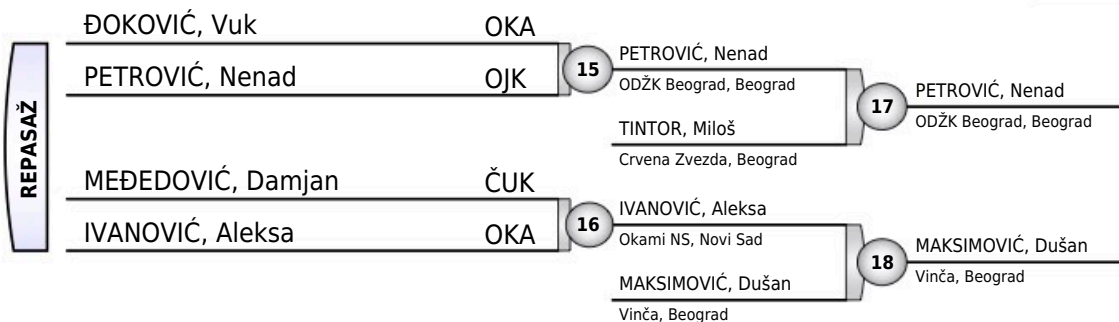 REPASAŽ
ĐOKOVIĆ, Vuk OKA
PETROVIĆ, Nenad OJK
15
PETROVIĆ, Nenad
ODŽK Beograd, Beograd
TINTOR, Miloš
Crvena Zvezda, Beograd
17
PETROVIĆ, Nenad
ODŽK Beograd, Beograd
MEĐEDOVIĆ, Damjan ČUK
IVANOVIĆ, Aleksa OKA
16
IVANOVIĆ, Aleksa
Okami NS, Novi Sad
MAKSIMOVIĆ, Dušan
Vinča, Beograd
18
MAKSIMOVIĆ, Dušan
Vinča, Beograd